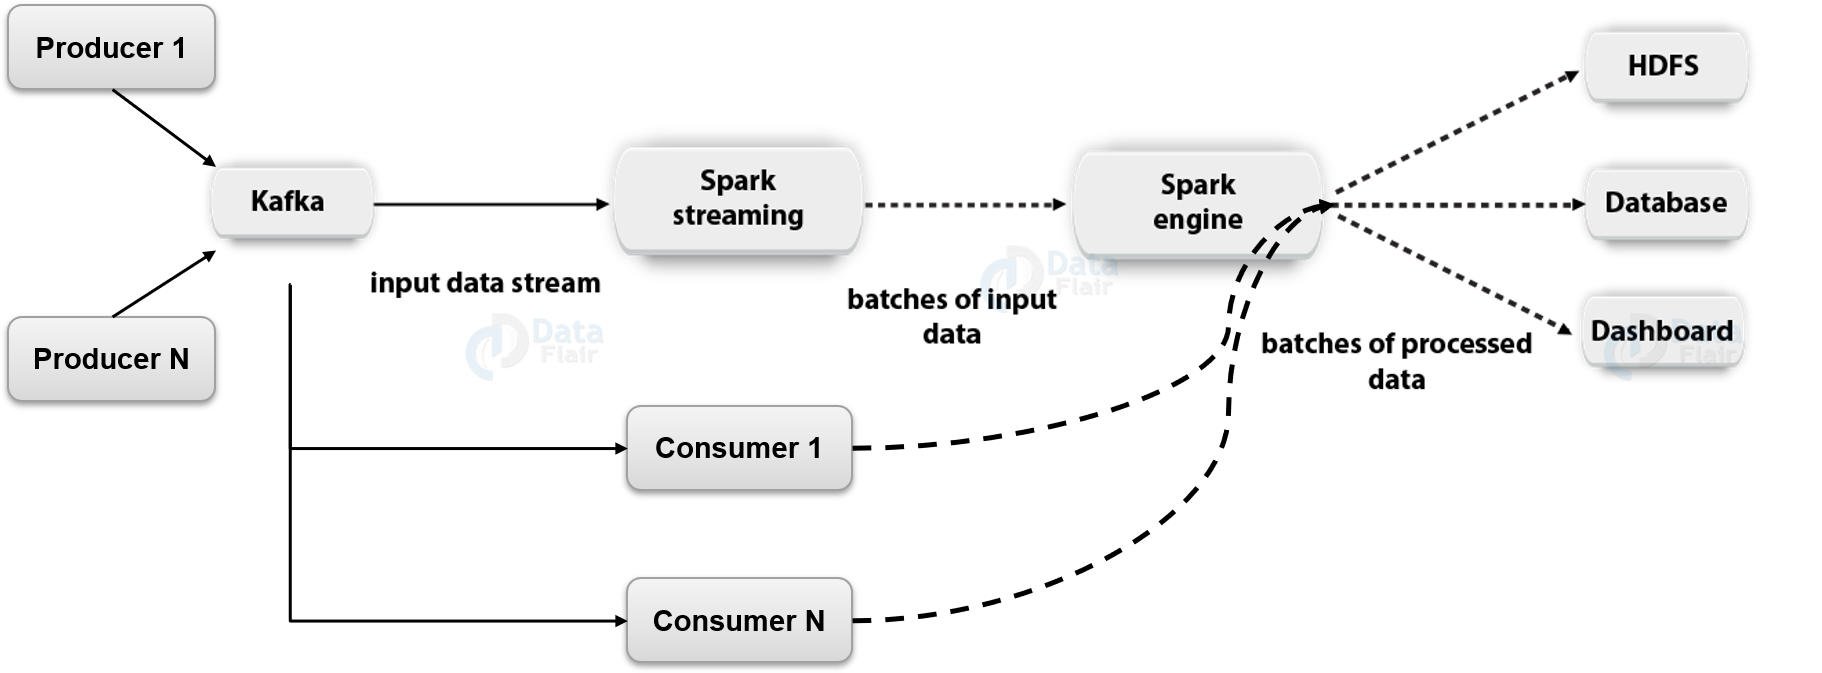 Producer 1
HDFS
Kafka
Spark
streaming
Spark
engine
Database
input data stream
Data
Flair
batches of input
data
Data
Flair
Producer N
batches of processed
data
Dashboard
Data
Flair
Consumer 1
Consumer N